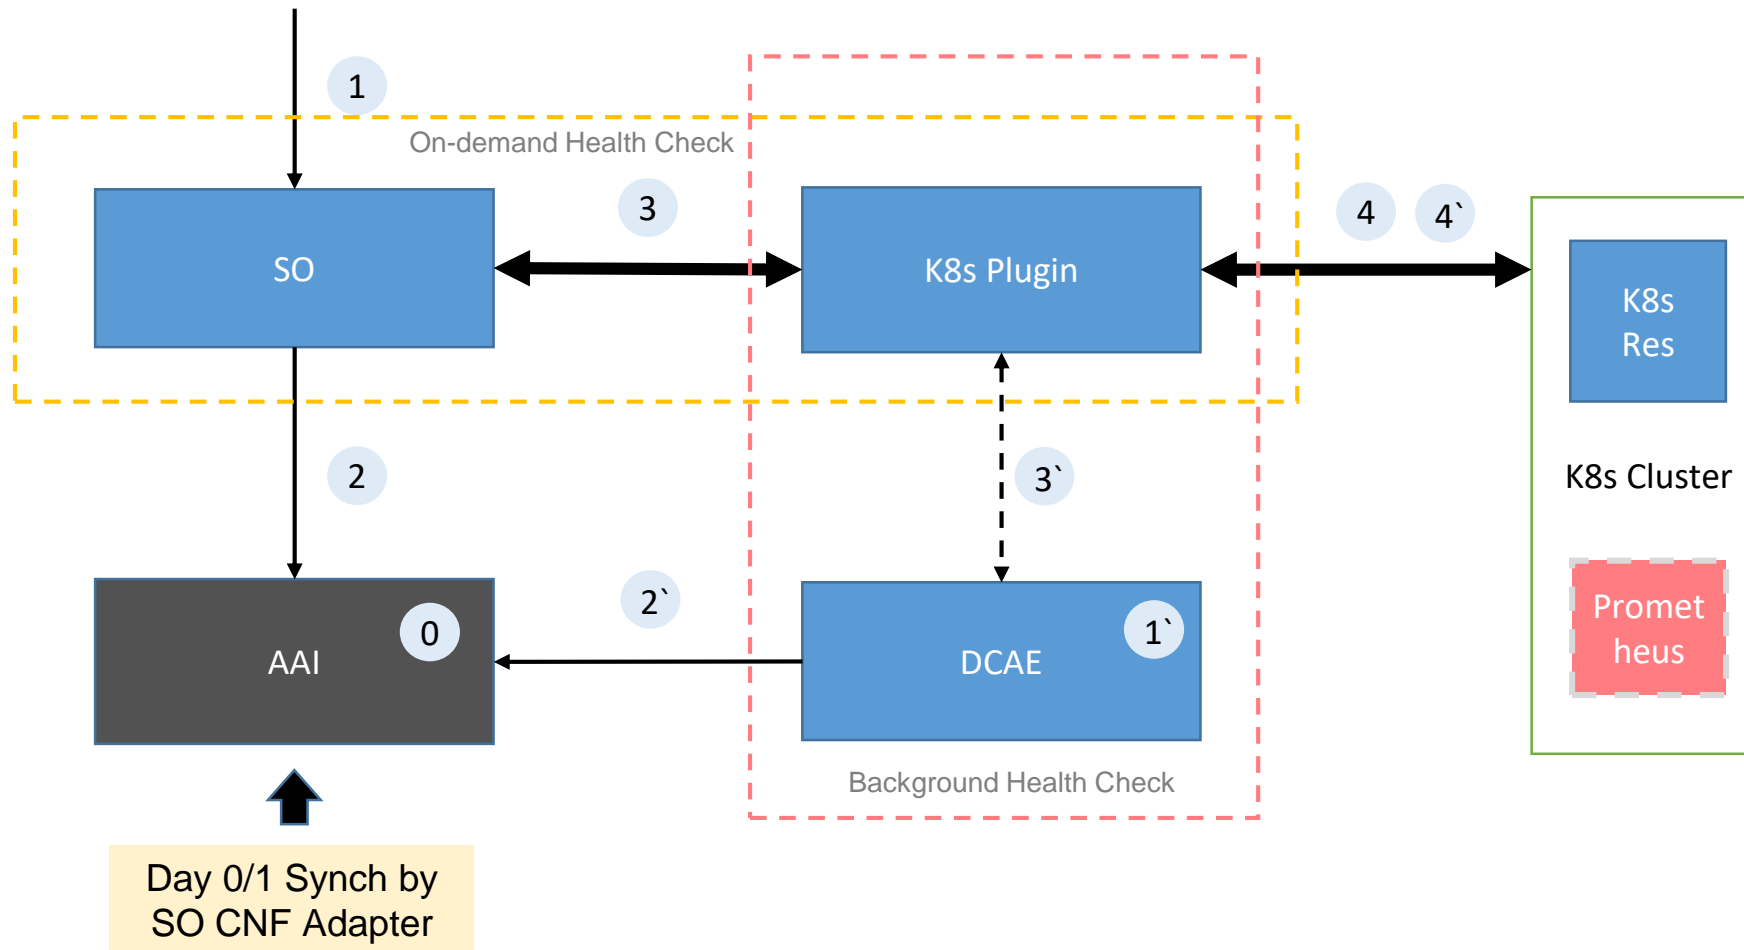 1
On-demand Health Check
SO
3
K8s Plugin
4
4`
K8s
Res
2
3`
K8s Cluster
AAI
0
2`
DCAE
1`
Promet
heus
Background Health Check
Day 0/1 Synch by
SO CNF Adapter